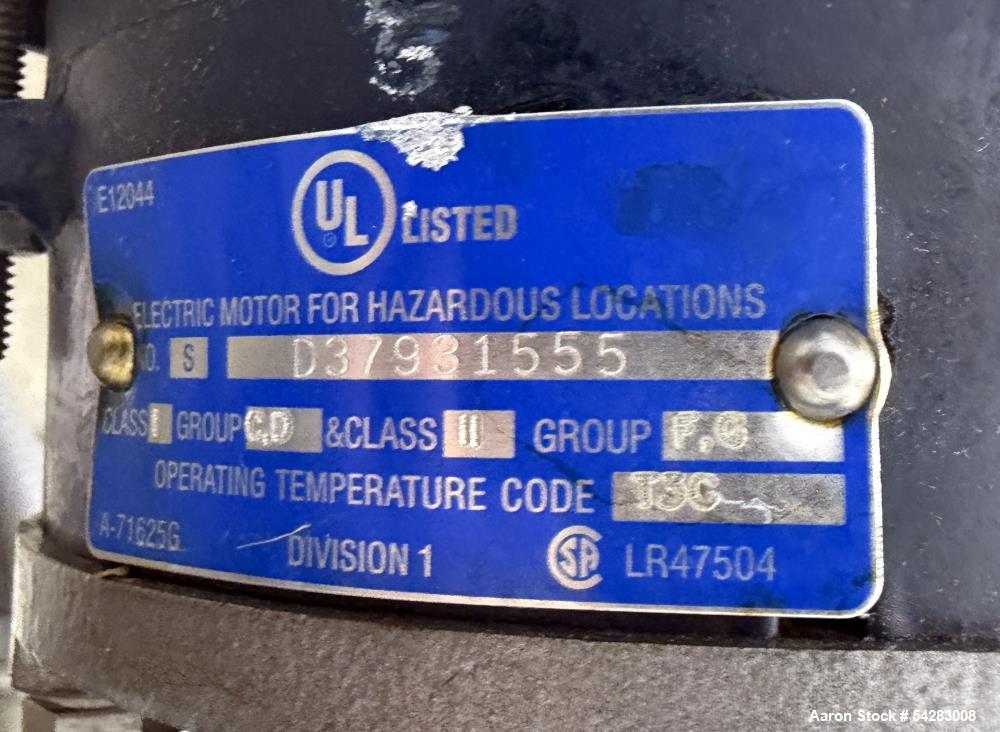 E12044
UL LISTED
ELECTRIC MOTOR FOR HAZARDOUS LOCATIONS
NO. S D37931555
CLASS I GROUP C,D & CLASS II GROUP F,G
OPERATING TEMPERATURE CODE T3C
A-71625G
DIVISION 1 SA LR47504
Aaron Stock # 54283008